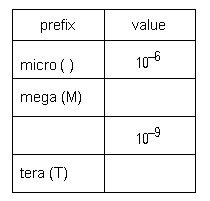 prefix value
micro ( ) 10⁻⁶
mega (M)
10⁻⁹
tera (T)